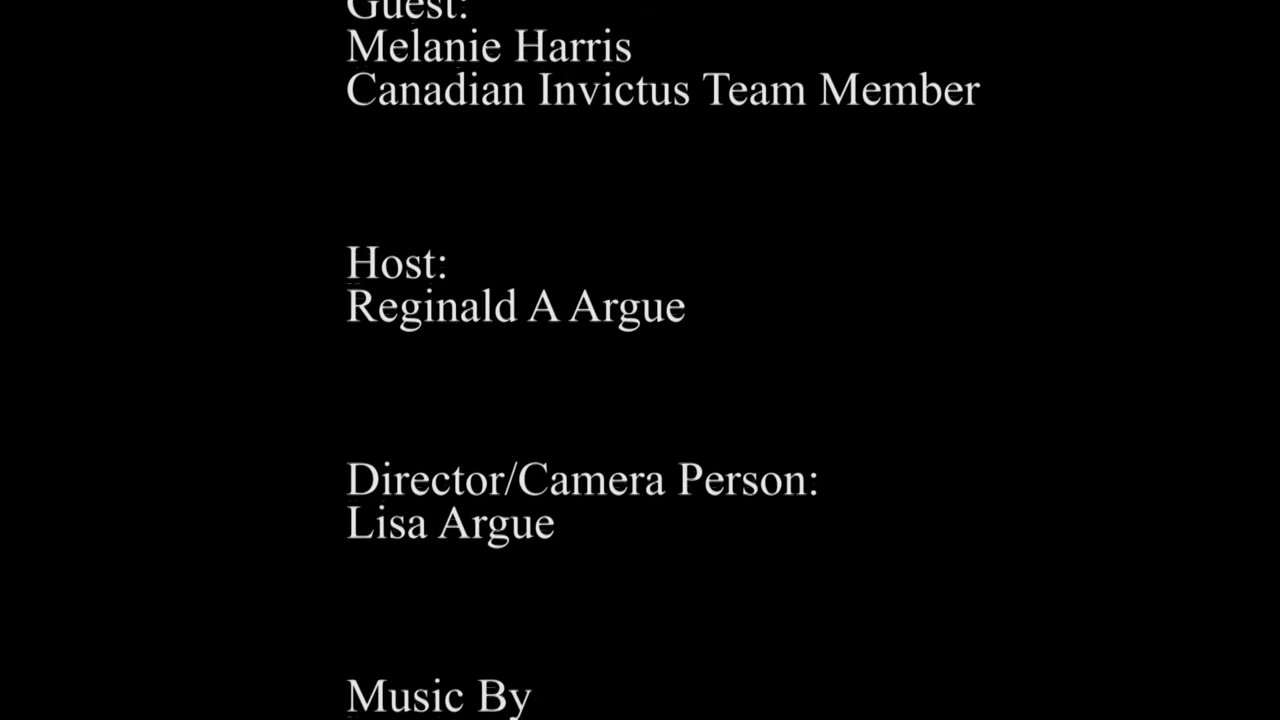 Guest:
Melanie Harris
Canadian Invictus Team Member
Host:
Reginald A Argue
Director/Camera Person:
Lisa Argue
Music By